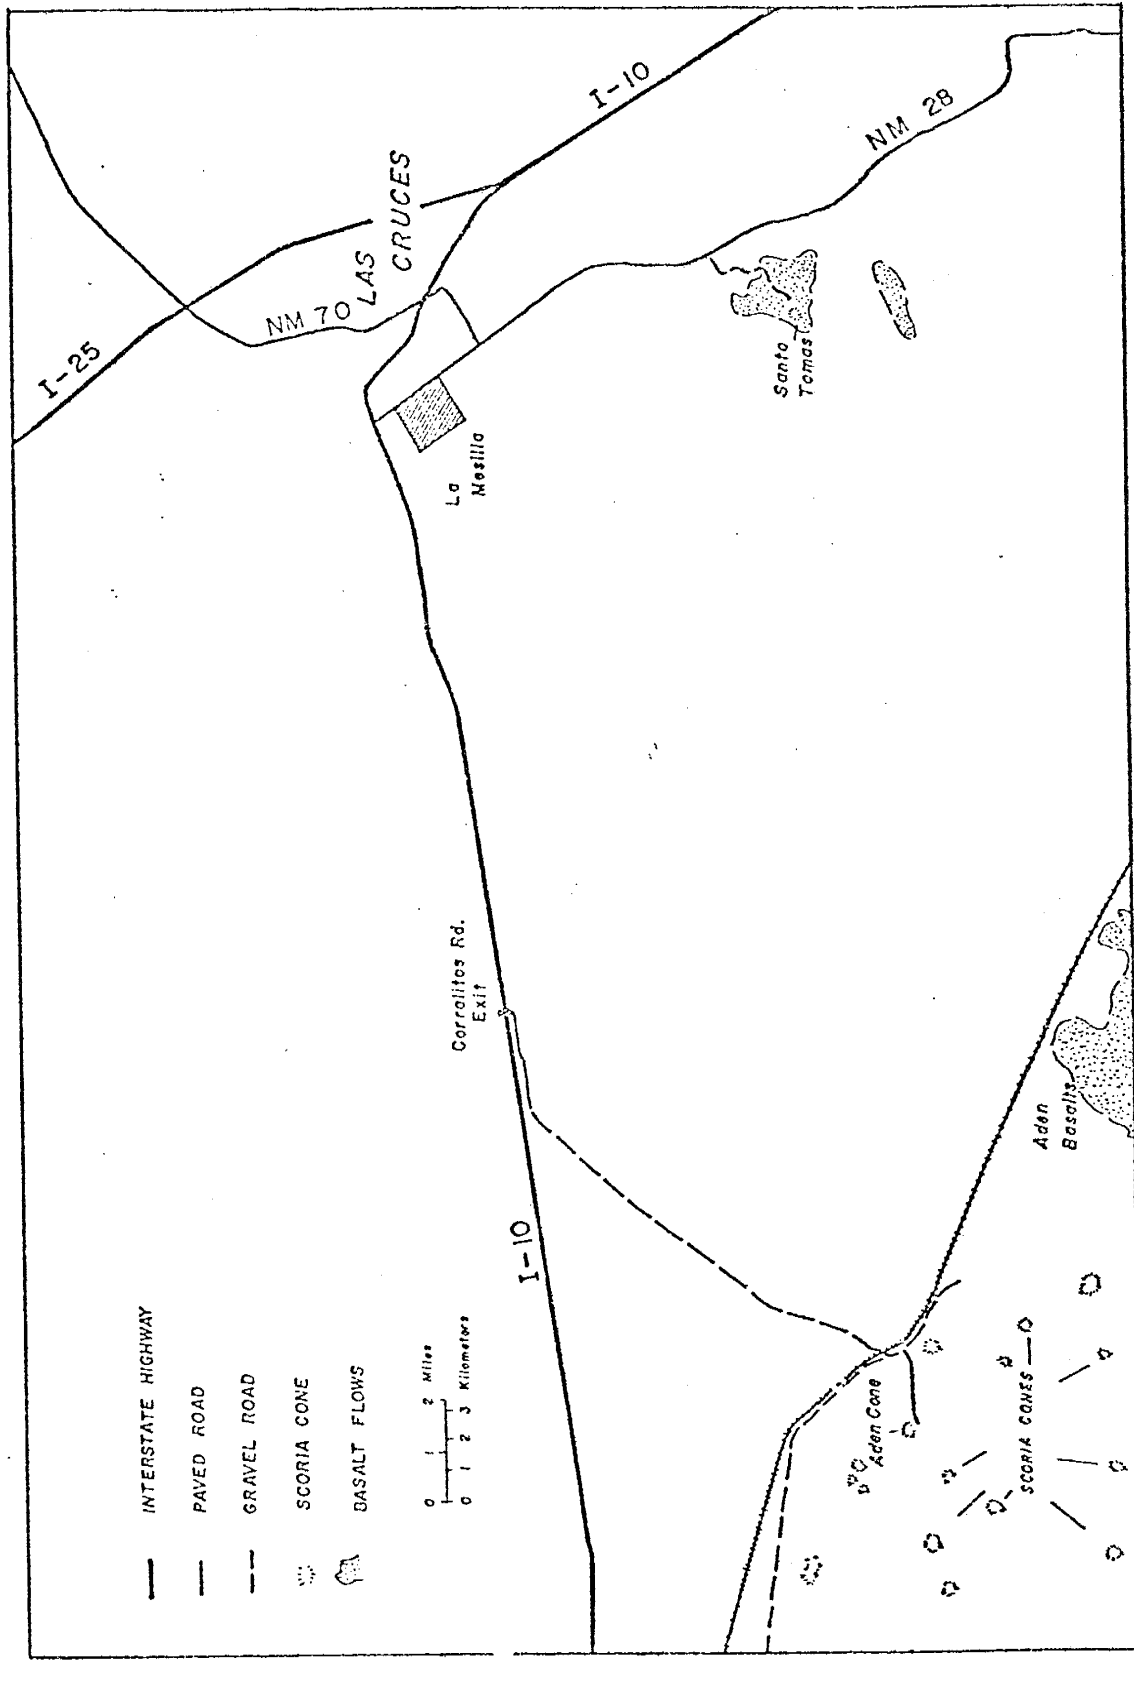 I-25
NM 70
LAS
CRUCES
I-10
NM 28
La
Mesilla
Santo
Tomas
Corralitos Rd.
Exit
I-10
Aden
Basalts
Aden Cone
SCORIA CONES
INTERSTATE HIGHWAY
PAVED ROAD
GRAVEL ROAD
SCORIA CONE
BASALT FLOWS
0 1 2 Miles
0 1 2 3 Kilometers